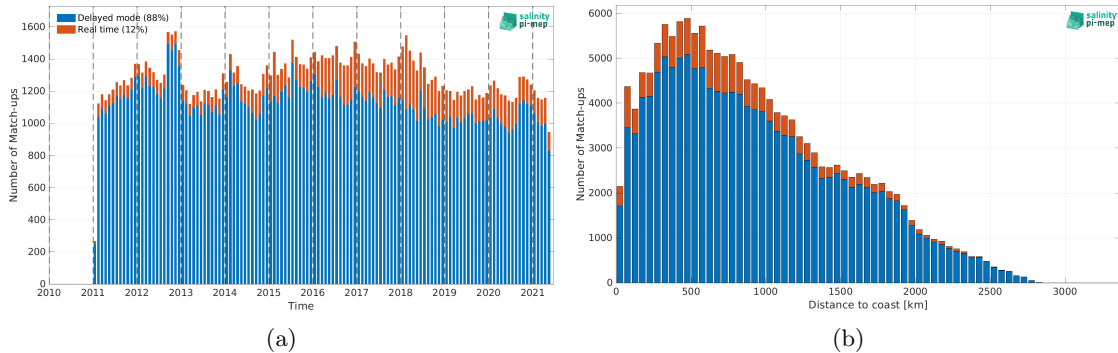 Delayed mode (88%)
Real time (12%)
salinity
pi-mep
1600
1400
1200
1000
800
600
400
200
0
Number of Match-ups
2010 2011 2012 2013 2014 2015 2016 2017 2018 2019 2020 2021
Time
(a)
salinity
pi-mep
6000
5000
4000
3000
2000
1000
0
Number of Match-ups
0 500 1000 1500 2000 2500 3000
Distance to coast [km]
(b)